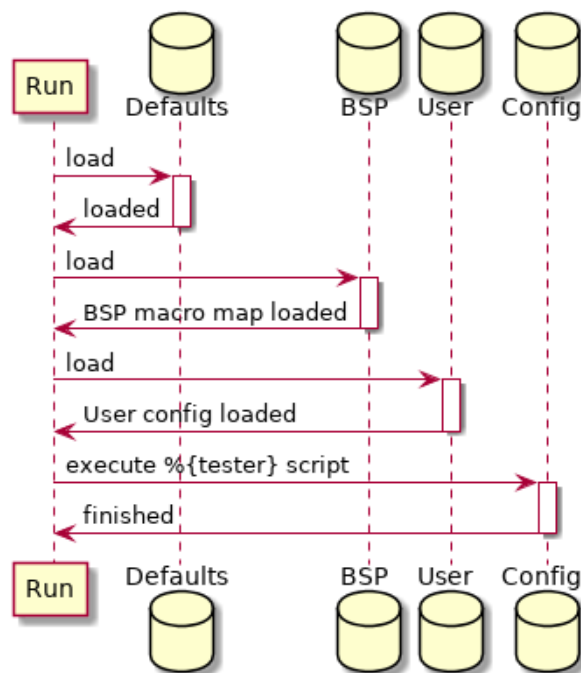 Run
Defaults
BSP
User
Config
load
loaded
load
BSP macro map loaded
load
User config loaded
execute %{tester} script
finished
Run
Defaults
BSP
User
Config